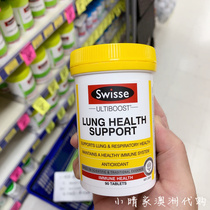 Swisse
ULTIBOOST
LUNG HEALTH
SUPPORT
SUPPORTS LUNG & RESPIRATORY HEALTH
MAINTAINS A HEALTHY IMMUNE SYSTEM
ANTIOXIDANT
IMMUNE HEALTH
90 TABLETS
小晴家澳洲代购